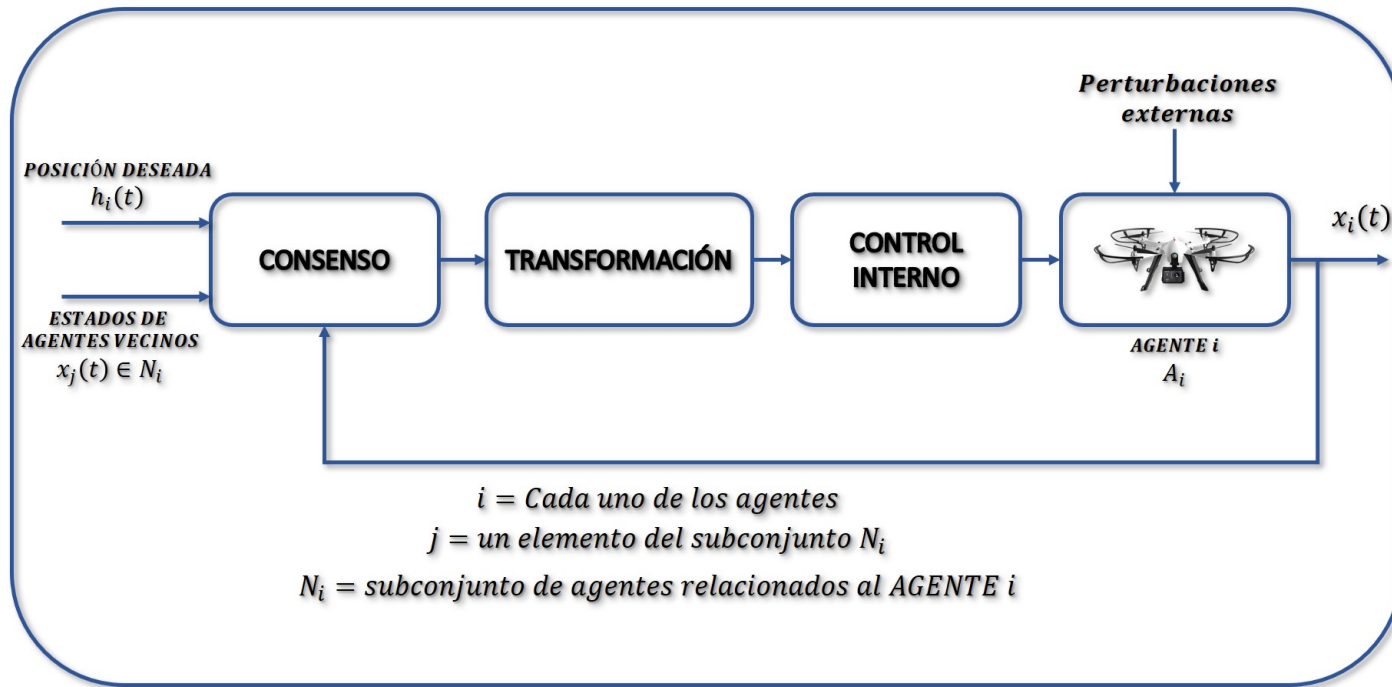 Perturbaciones
externas
POSICIÓN DESEADA
h_i(t)
ESTADOS DE
AGENTES VECINOS
x_j(t) ∈ N_i
CONSENSO
TRANSFORMACIÓN
CONTROL
INTERNO
AGENTE i
A_i
x_i(t)
i = Cada uno de los agentes
j = un elemento del subconjunto N_i
N_i = subconjunto de agentes relacionados al AGENTE i